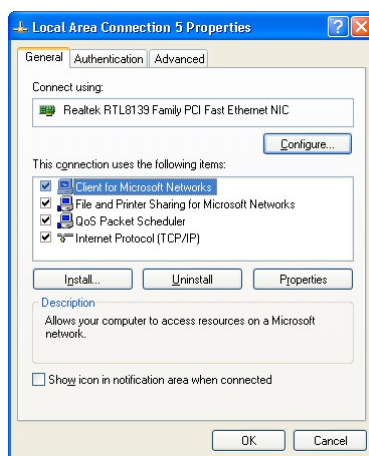 Local Area Connection 5 Properties
General Authentication Advanced
Connect using:
Realtek RTL8139 Family PCI Fast Ethernet NIC
Configure...
This connection uses the following items:
Client for Microsoft Networks
File and Printer Sharing for Microsoft Networks
QoS Packet Scheduler
Internet Protocol (TCP/IP)
Install... Uninstall Properties
Description
Allows your computer to access resources on a Microsoft
network.
Show icon in notification area when connected
OK Cancel